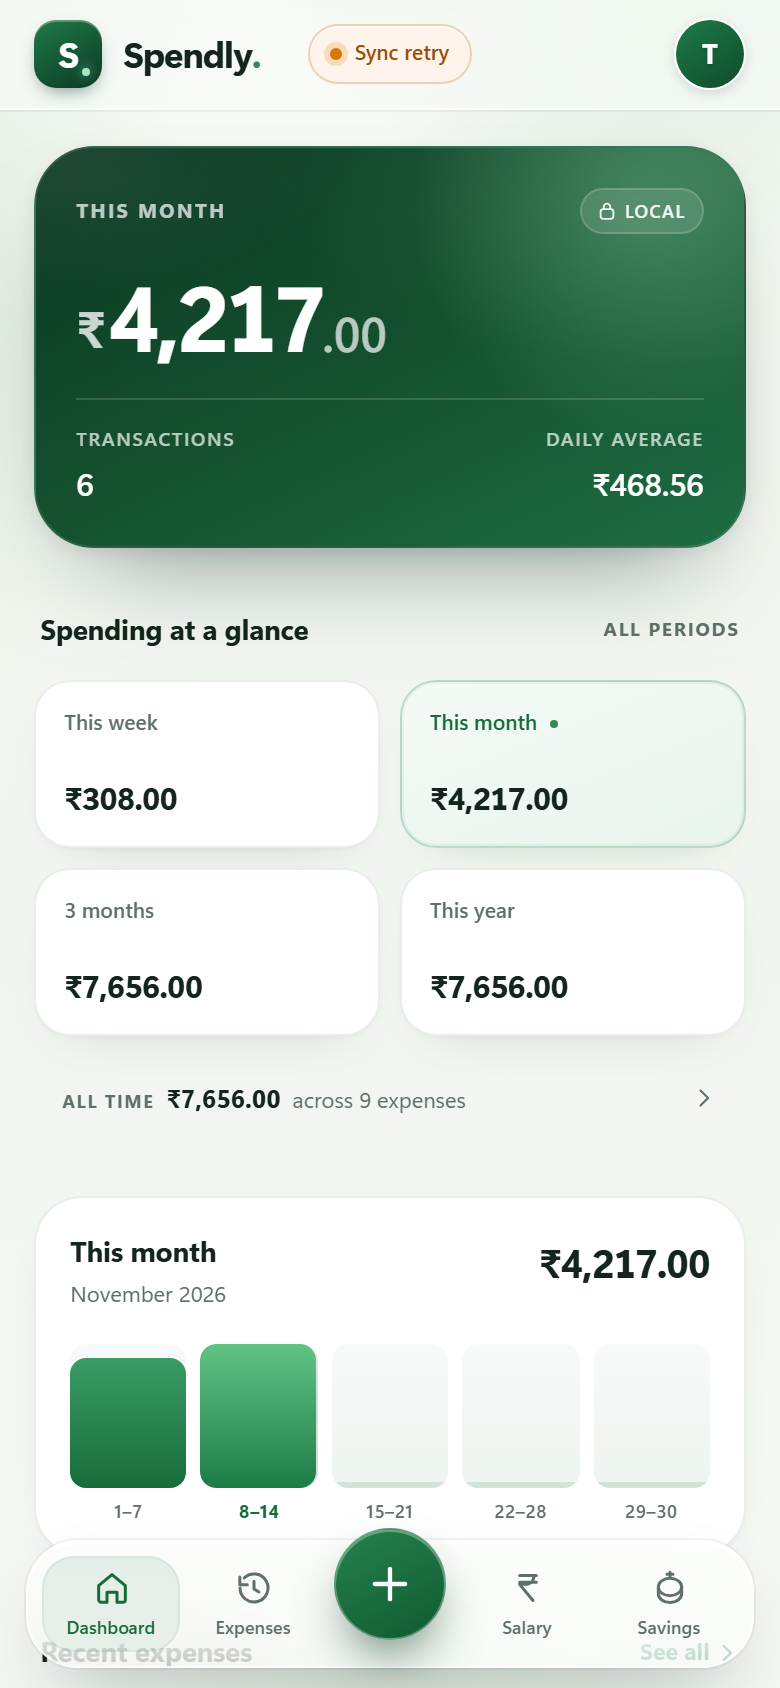 S. Spendly. Sync retry T
THIS MONTH LOCAL
₹4,217.00
TRANSACTIONS DAILY AVERAGE
6 ₹468.56
Spending at a glance ALL PERIODS
This week This month
₹308.00 ₹4,217.00
3 months This year
₹7,656.00 ₹7,656.00
ALL TIME ₹7,656.00 across 9 expenses
This month ₹4,217.00
November 2026
1–7 8–14 15–21 22–28 29–30
Dashboard Expenses Salary Savings
Recent expenses See all